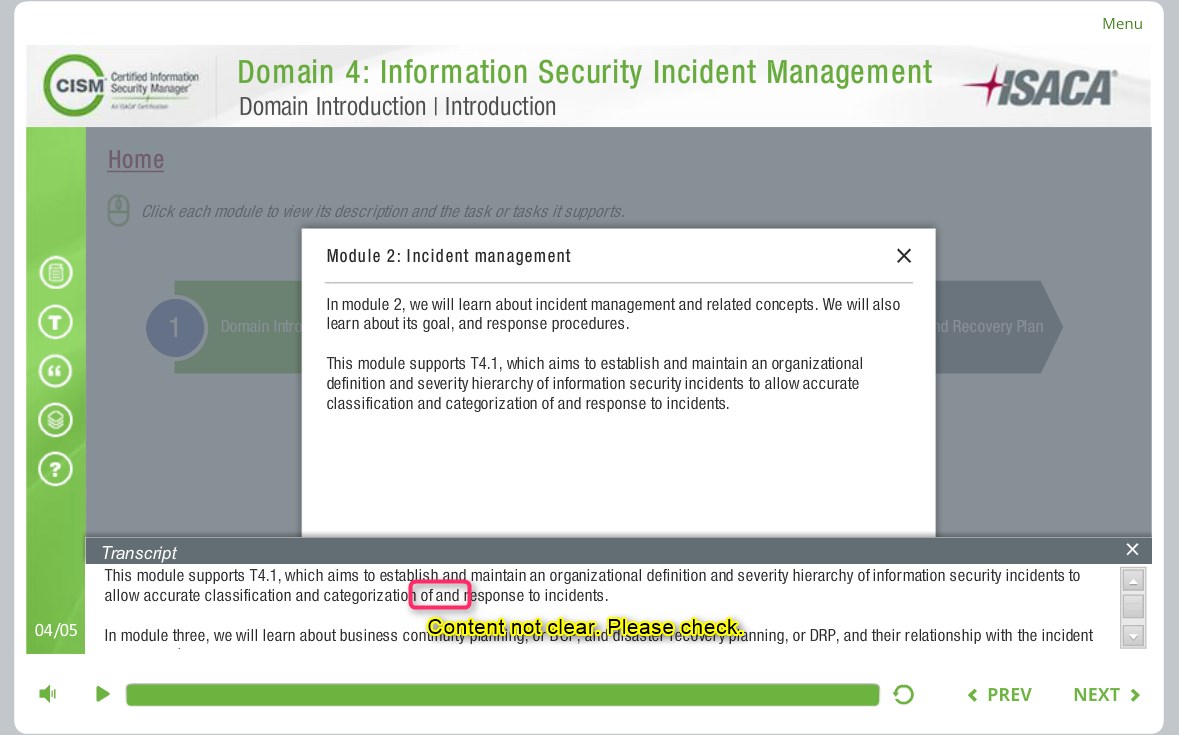 Menu
CISM
Certified Information
Security Manager®
An ISACA® Certification
Domain 4: Information Security Incident Management
Domain Introduction | Introduction
ISACA®
Home
Click each module to view its description and the task or tasks it supports.
Module 2: Incident management
In module 2, we will learn about incident management and related concepts. We will also
learn about its goal, and response procedures.
This module supports T4.1, which aims to establish and maintain an organizational
definition and severity hierarchy of information security incidents to allow accurate
classification and categorization of and response to incidents.
1
Domain Intro
nd Recovery Plan
T
?
Transcript
This module supports T4.1, which aims to establish and maintain an organizational definition and severity hierarchy of information security incidents to
allow accurate classification and categorization of and response to incidents.
Content not clear. Please check.
In module three, we will learn about business continuity planning, or BCP, and disaster recovery planning, or DRP, and their relationship with the incident
04/05
PREV
NEXT